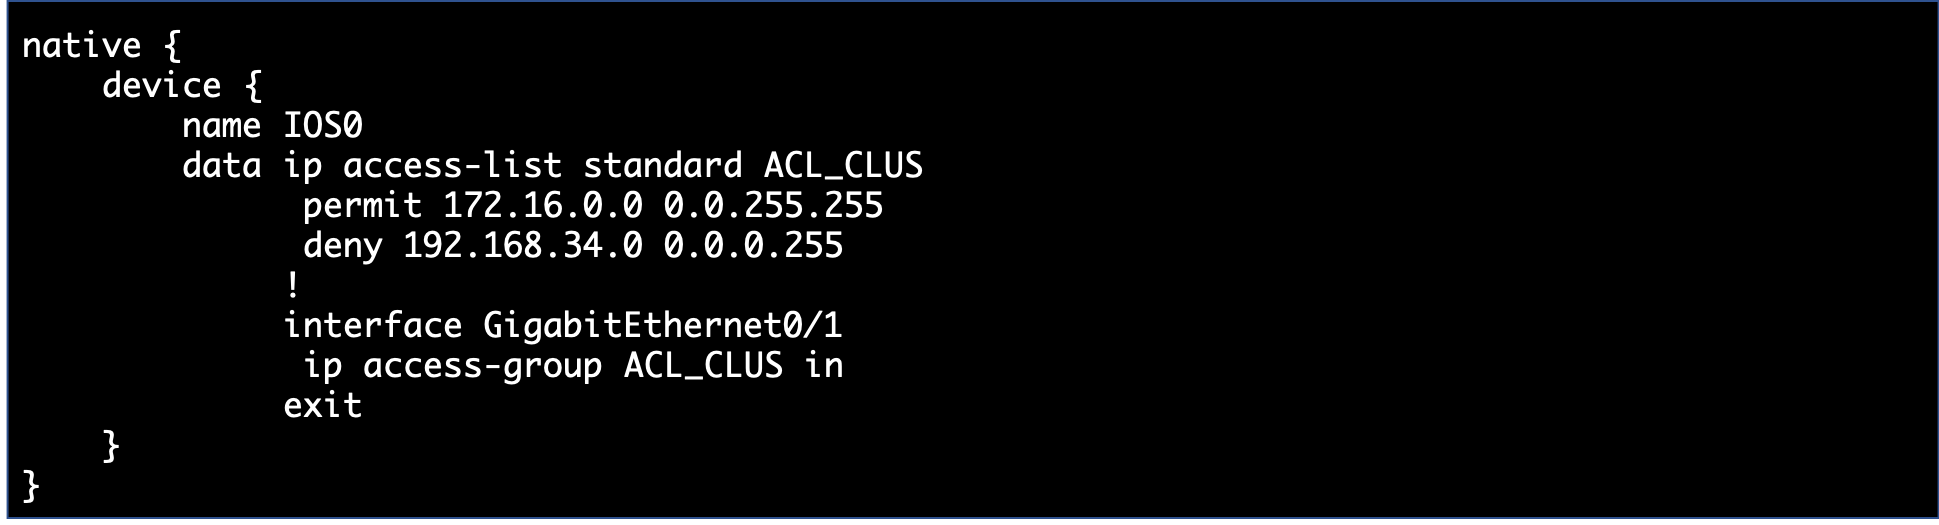 native {
    device {
        name IOS0
        data ip access-list standard ACL_CLUS
              permit 172.16.0.0 0.0.255.255
              deny 192.168.34.0 0.0.0.255
             !
             interface GigabitEthernet0/1
              ip access-group ACL_CLUS in
             exit
    }
}